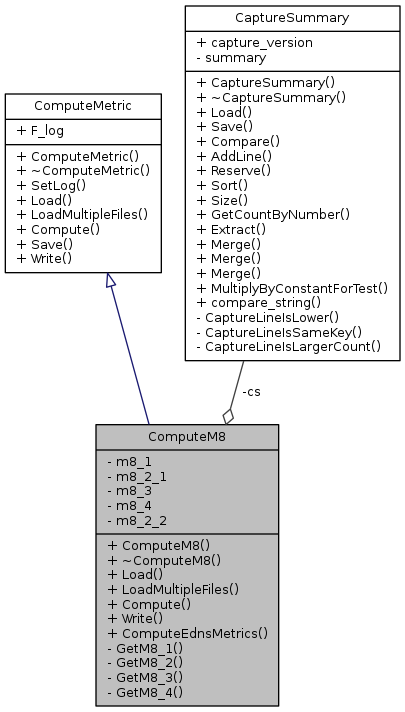 CaptureSummary
+ capture_version
- summary
+ CaptureSummary()
+ ~CaptureSummary()
+ Load()
+ Save()
+ Compare()
+ AddLine()
+ Reserve()
+ Sort()
+ Size()
+ GetCountByNumber()
+ Extract()
+ Merge()
+ Merge()
+ Merge()
+ MultiplyByConstantForTest()
+ compare_string()
- CaptureLineIsLower()
- CaptureLineIsSameKey()
- CaptureLineIsLargerCount()
ComputeMetric
+ F_log
+ ComputeMetric()
+ ~ComputeMetric()
+ SetLog()
+ Load()
+ LoadMultipleFiles()
+ Compute()
+ Save()
+ Write()
-cs
ComputeM8
- m8_1
- m8_2_1
- m8_3
- m8_4
- m8_2_2
+ ComputeM8()
+ ~ComputeM8()
+ Load()
+ LoadMultipleFiles()
+ Compute()
+ Write()
+ ComputeEdnsMetrics()
- GetM8_1()
- GetM8_2()
- GetM8_3()
- GetM8_4()